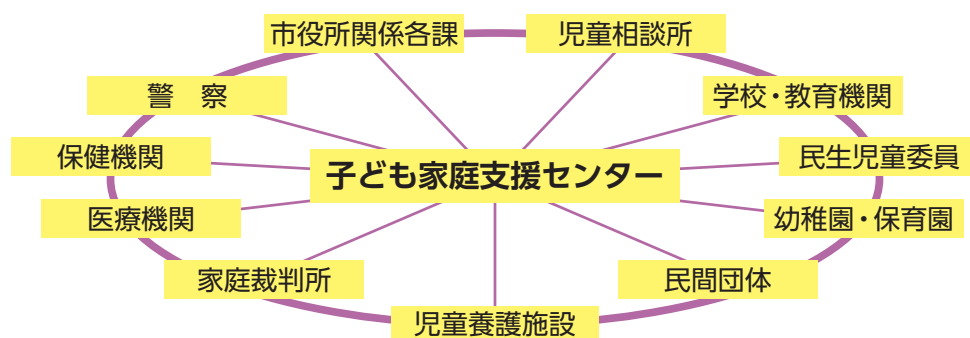 市役所関係各課
児童相談所
警　察
学校・教育機関
保健機関
子ども家庭支援センター
民生児童委員
医療機関
幼稚園・保育園
家庭裁判所
民間団体
児童養護施設